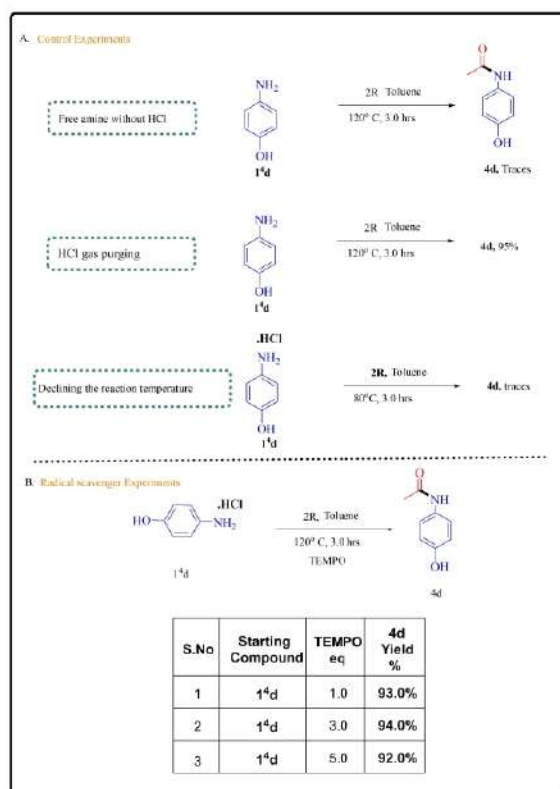 A. Control Experiments
O
NH
NH₂
Free amine without HCl
2R Toluene
120° C, 3.0 hrs
OH
1⁴d
OH
4d, Traces
NH₂
HCl gas purging
2R Toluene
120° C, 3.0 hrs
4d, 95%
OH
1⁴d
.HCl
NH₂
Declining the reaction temperature
2R, Toluene
80°C, 3.0 hrs
4d, traces
OH
1⁴d
B. Radical scavenger Experiments
O
NH
.HCl
HO
NH₂
2R, Toluene
120° C, 3.0 hrs
TEMPO
OH
1⁴d
4d
S.No Starting Compound TEMPO eq 4d Yield %
1 1⁴d 1.0 93.0%
2 1⁴d 3.0 94.0%
3 1⁴d 5.0 92.0%